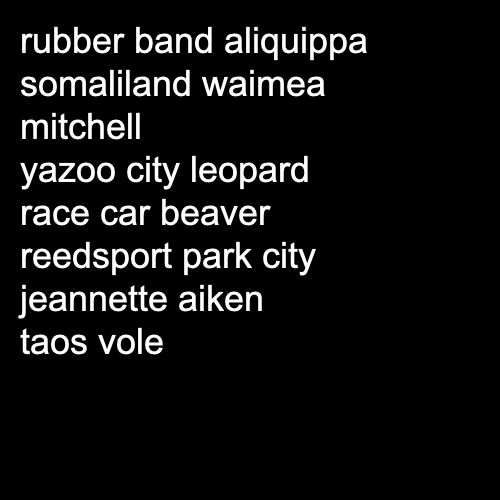 rubber band aliquippa
somaliland waimea
mitchell
yazoo city leopard
race car beaver
reedsport park city
jeannette aiken
taos vole